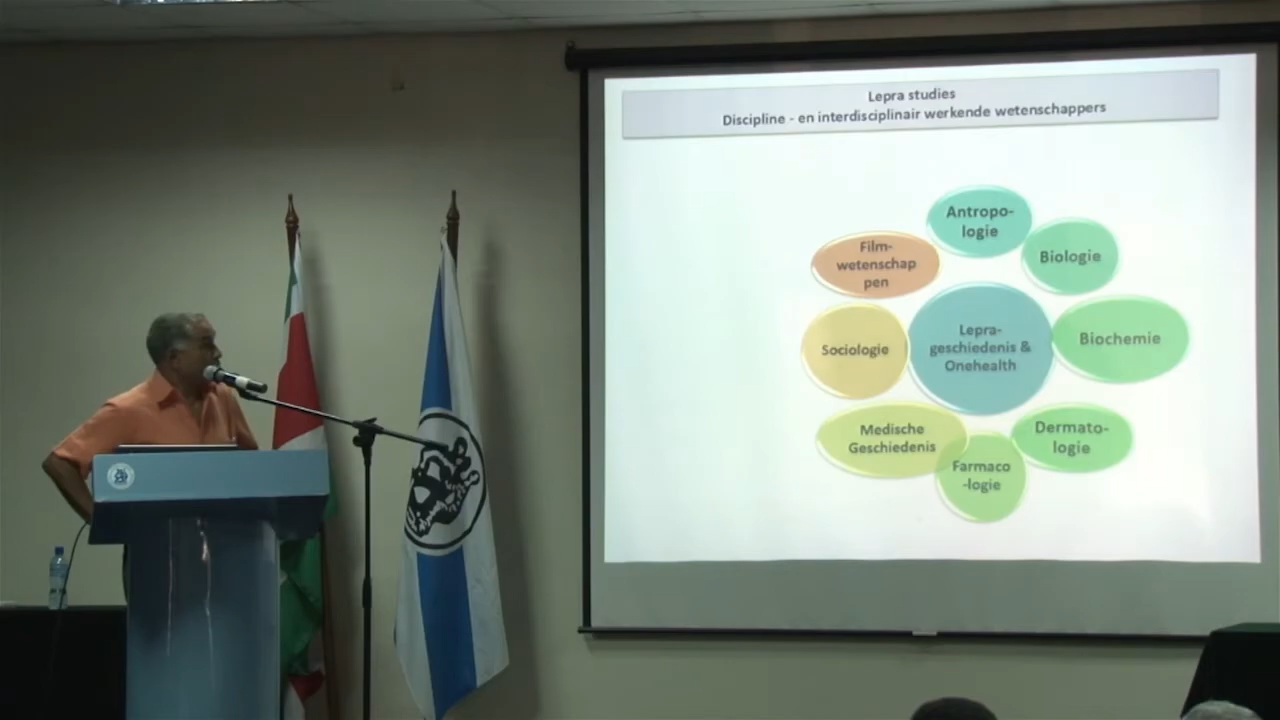 Lepra studies
Discipline - en interdisciplinair werkende wetenschappers
Antropo-
logie
Biologie
Biochemie
Dermato-
logie
Farmaco
-logie
Medische
Geschiedenis
Sociologie
Film-
wetenschap
pen
Lepra-
geschiedenis &
Onehealth